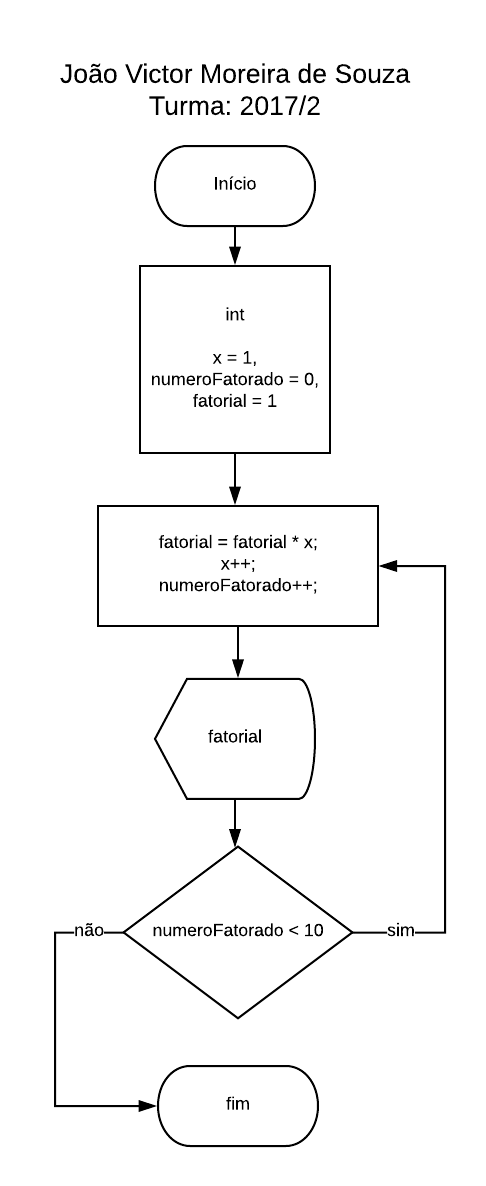 João Victor Moreira de Souza
Turma: 2017/2
Início
int
x = 1,
numeroFatorado = 0,
fatorial = 1
fatorial = fatorial * x;
x++;
numeroFatorado++;
fatorial
numeroFatorado < 10
não
sim
fim